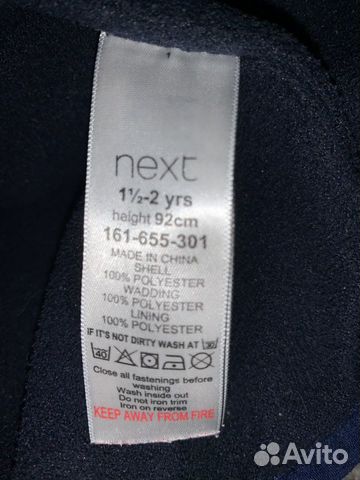 next
1½-2 yrs
height 92cm
161-655-301
MADE IN CHINA
SHELL
100% POLYESTER
WADDING
100% POLYESTER
LINING
100% POLYESTER
IF IT'S NOT DIRTY WASH AT 30
40
Close all fastenings before
washing
Wash inside out
Do not iron trim
Iron on reverse
KEEP AWAY FROM FIRE
Avito